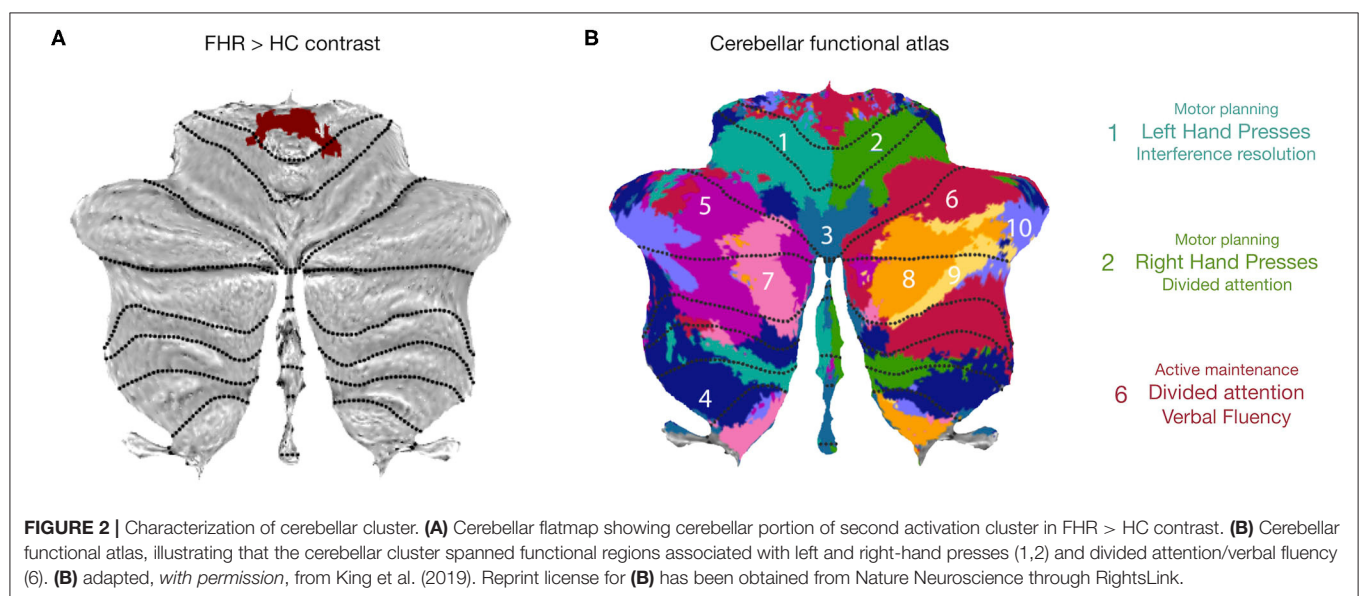 A
FHR > HC contrast
B
Cerebellar functional atlas
1
2
3
4
5
6
7
8
9
10
Motor planning
1 Left Hand Presses
Interference resolution
Motor planning
2 Right Hand Presses
Divided attention
Active maintenance
6 Divided attention
Verbal Fluency
FIGURE 2 | Characterization of cerebellar cluster. (A) Cerebellar flatmap showing cerebellar portion of second activation cluster in FHR > HC contrast. (B) Cerebellar
functional atlas, illustrating that the cerebellar cluster spanned functional regions associated with left and right-hand presses (1,2) and divided attention/verbal fluency
(6). (B) adapted, with permission, from King et al. (2019). Reprint license for (B) has been obtained from Nature Neuroscience through RightsLink.